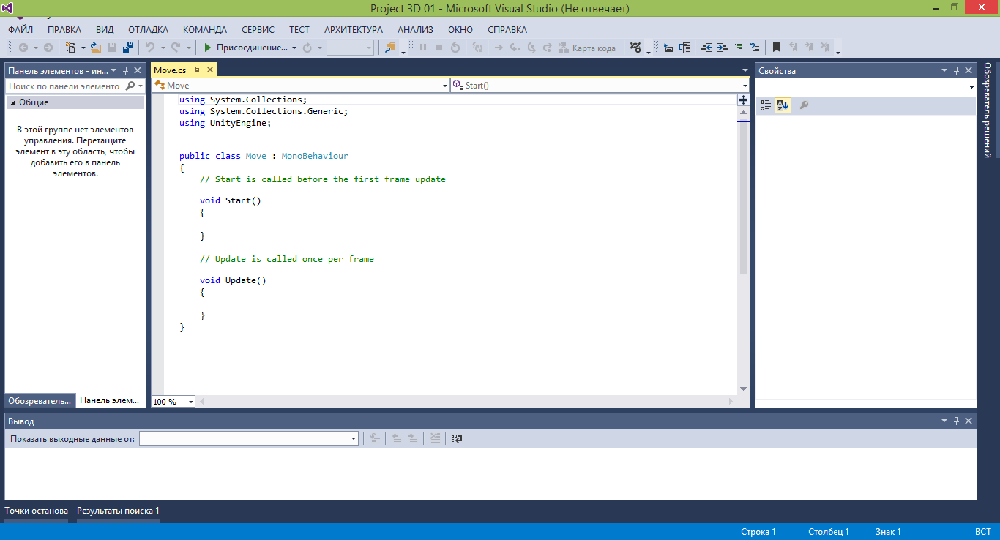 Project 3D 01 - Microsoft Visual Studio (Не отвечает)
ФАЙЛ ПРАВКА ВИД ОТЛАДКА КОМАНДА СЕРВИС ТЕСТ АРХИТЕКТУРА АНАЛИЗ ОКНО СПРАВКА
Присоединение... Карта кода
Панель элементов - ин...
Поиск по панели элементо
Общие
В этой группе нет элементов
управления. Перетащите
элемент в эту область, чтобы
добавить его в панель
элементов.
Обозреватель... Панель элем...
Move.cs
Move Start()
using System.Collections;
using System.Collections.Generic;
using UnityEngine;
public class Move : MonoBehaviour
{
// Start is called before the first frame update
void Start()
{
}
// Update is called once per frame
void Update()
{
}
}
100 %
Свойства
Обозреватель решений
Вывод
Показать выходные данные от:
Точки останова Результаты поиска 1
Строка 1 Столбец 1 Знак 1 ВСТ